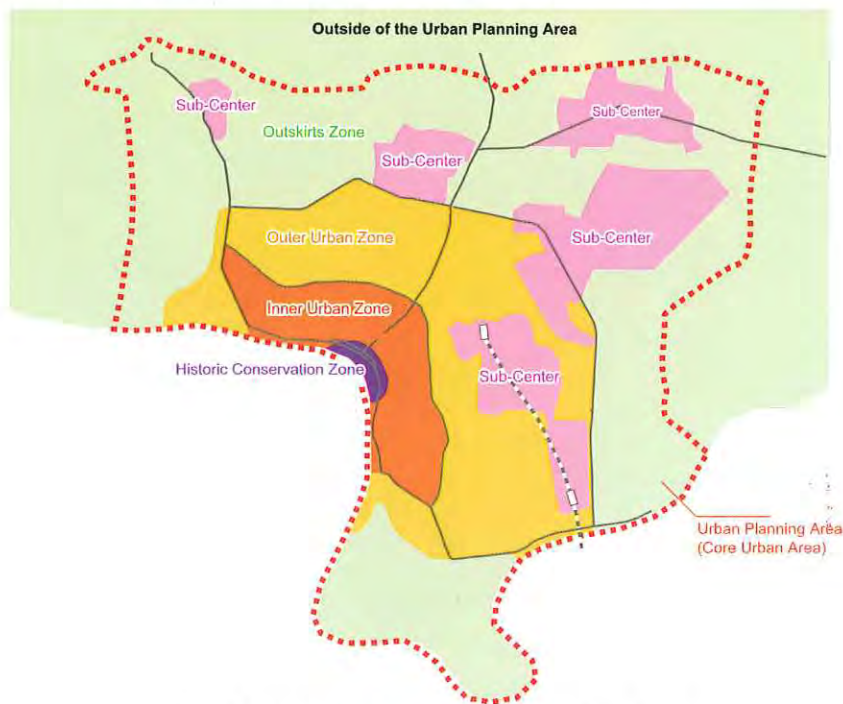 Outside of the Urban Planning Area
Sub-Center
Sub-Center
Outskirts Zone
Sub-Center
Outer Urban Zone
Sub-Center
Inner Urban Zone
Historic Conservation Zone
Sub-Center
Urban Planning Area
(Core Urban Area)